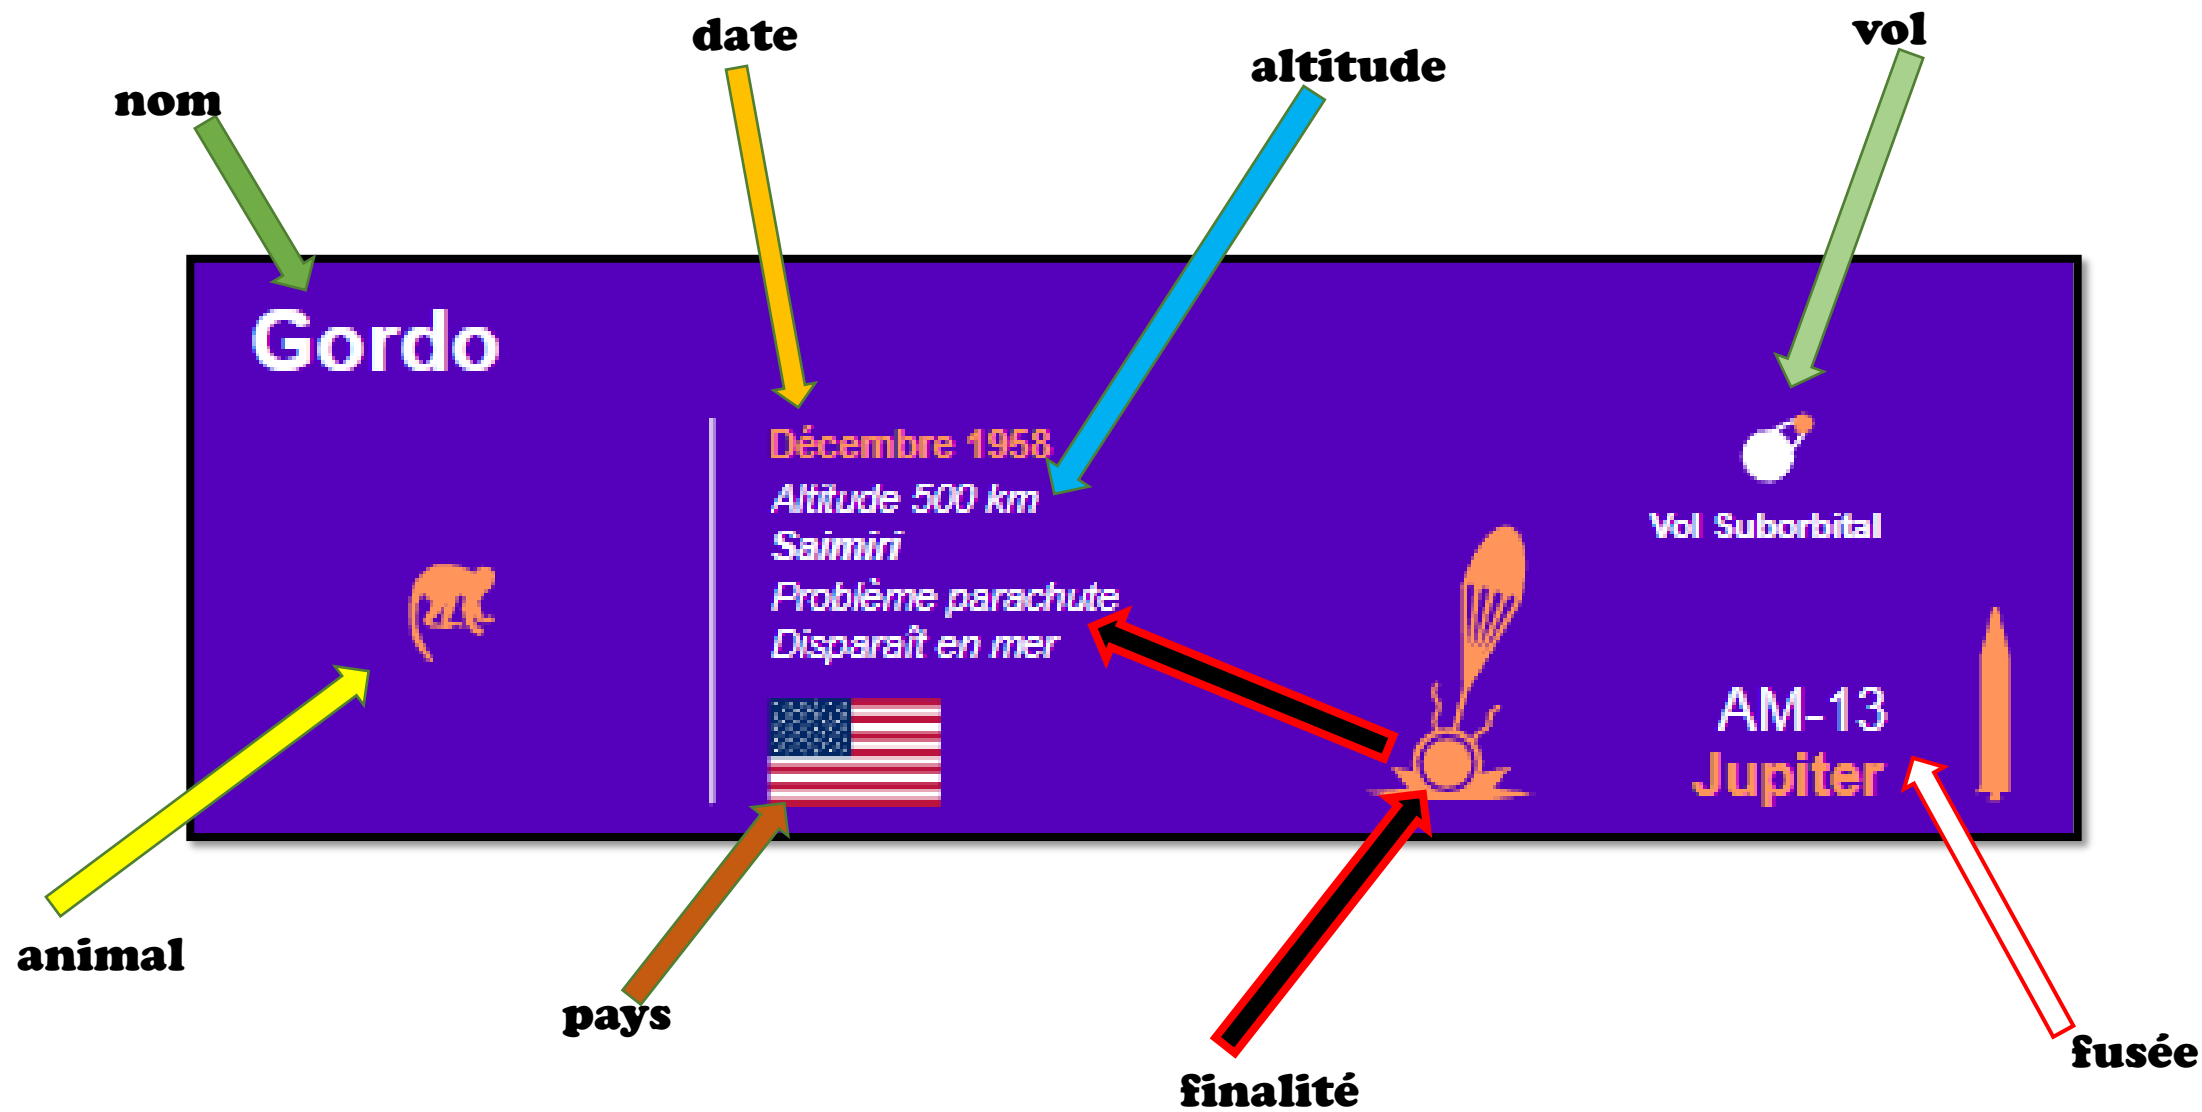 date
vol
altitude
nom
Gordo
Décembre 1958
Altitude 500 km
Saimiri
Problème parachute
Disparaît en mer
Vol Suborbital
AM-13
Jupiter
animal
pays
finalité
fusée